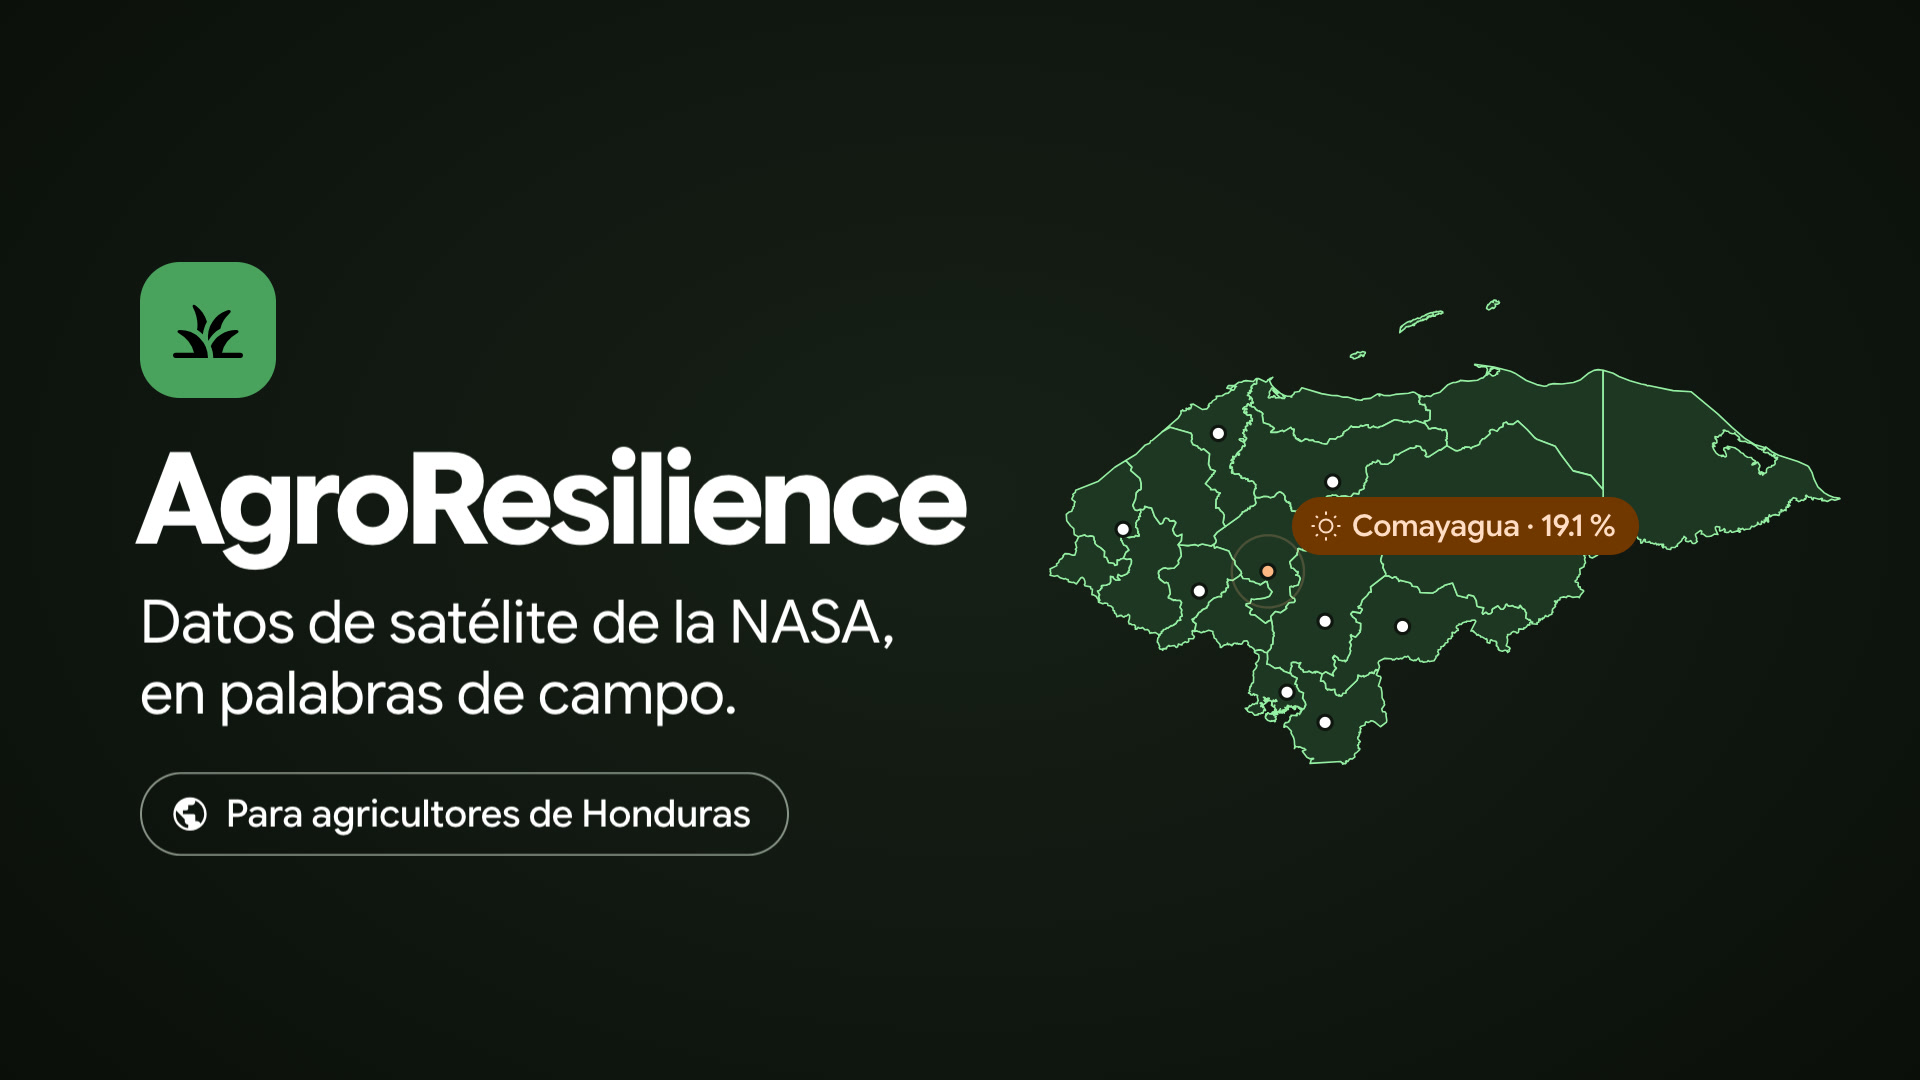 AgroResilience
Datos de satélite de la NASA,
en palabras de campo.
Para agricultores de Honduras
Comayagua · 19.1 %